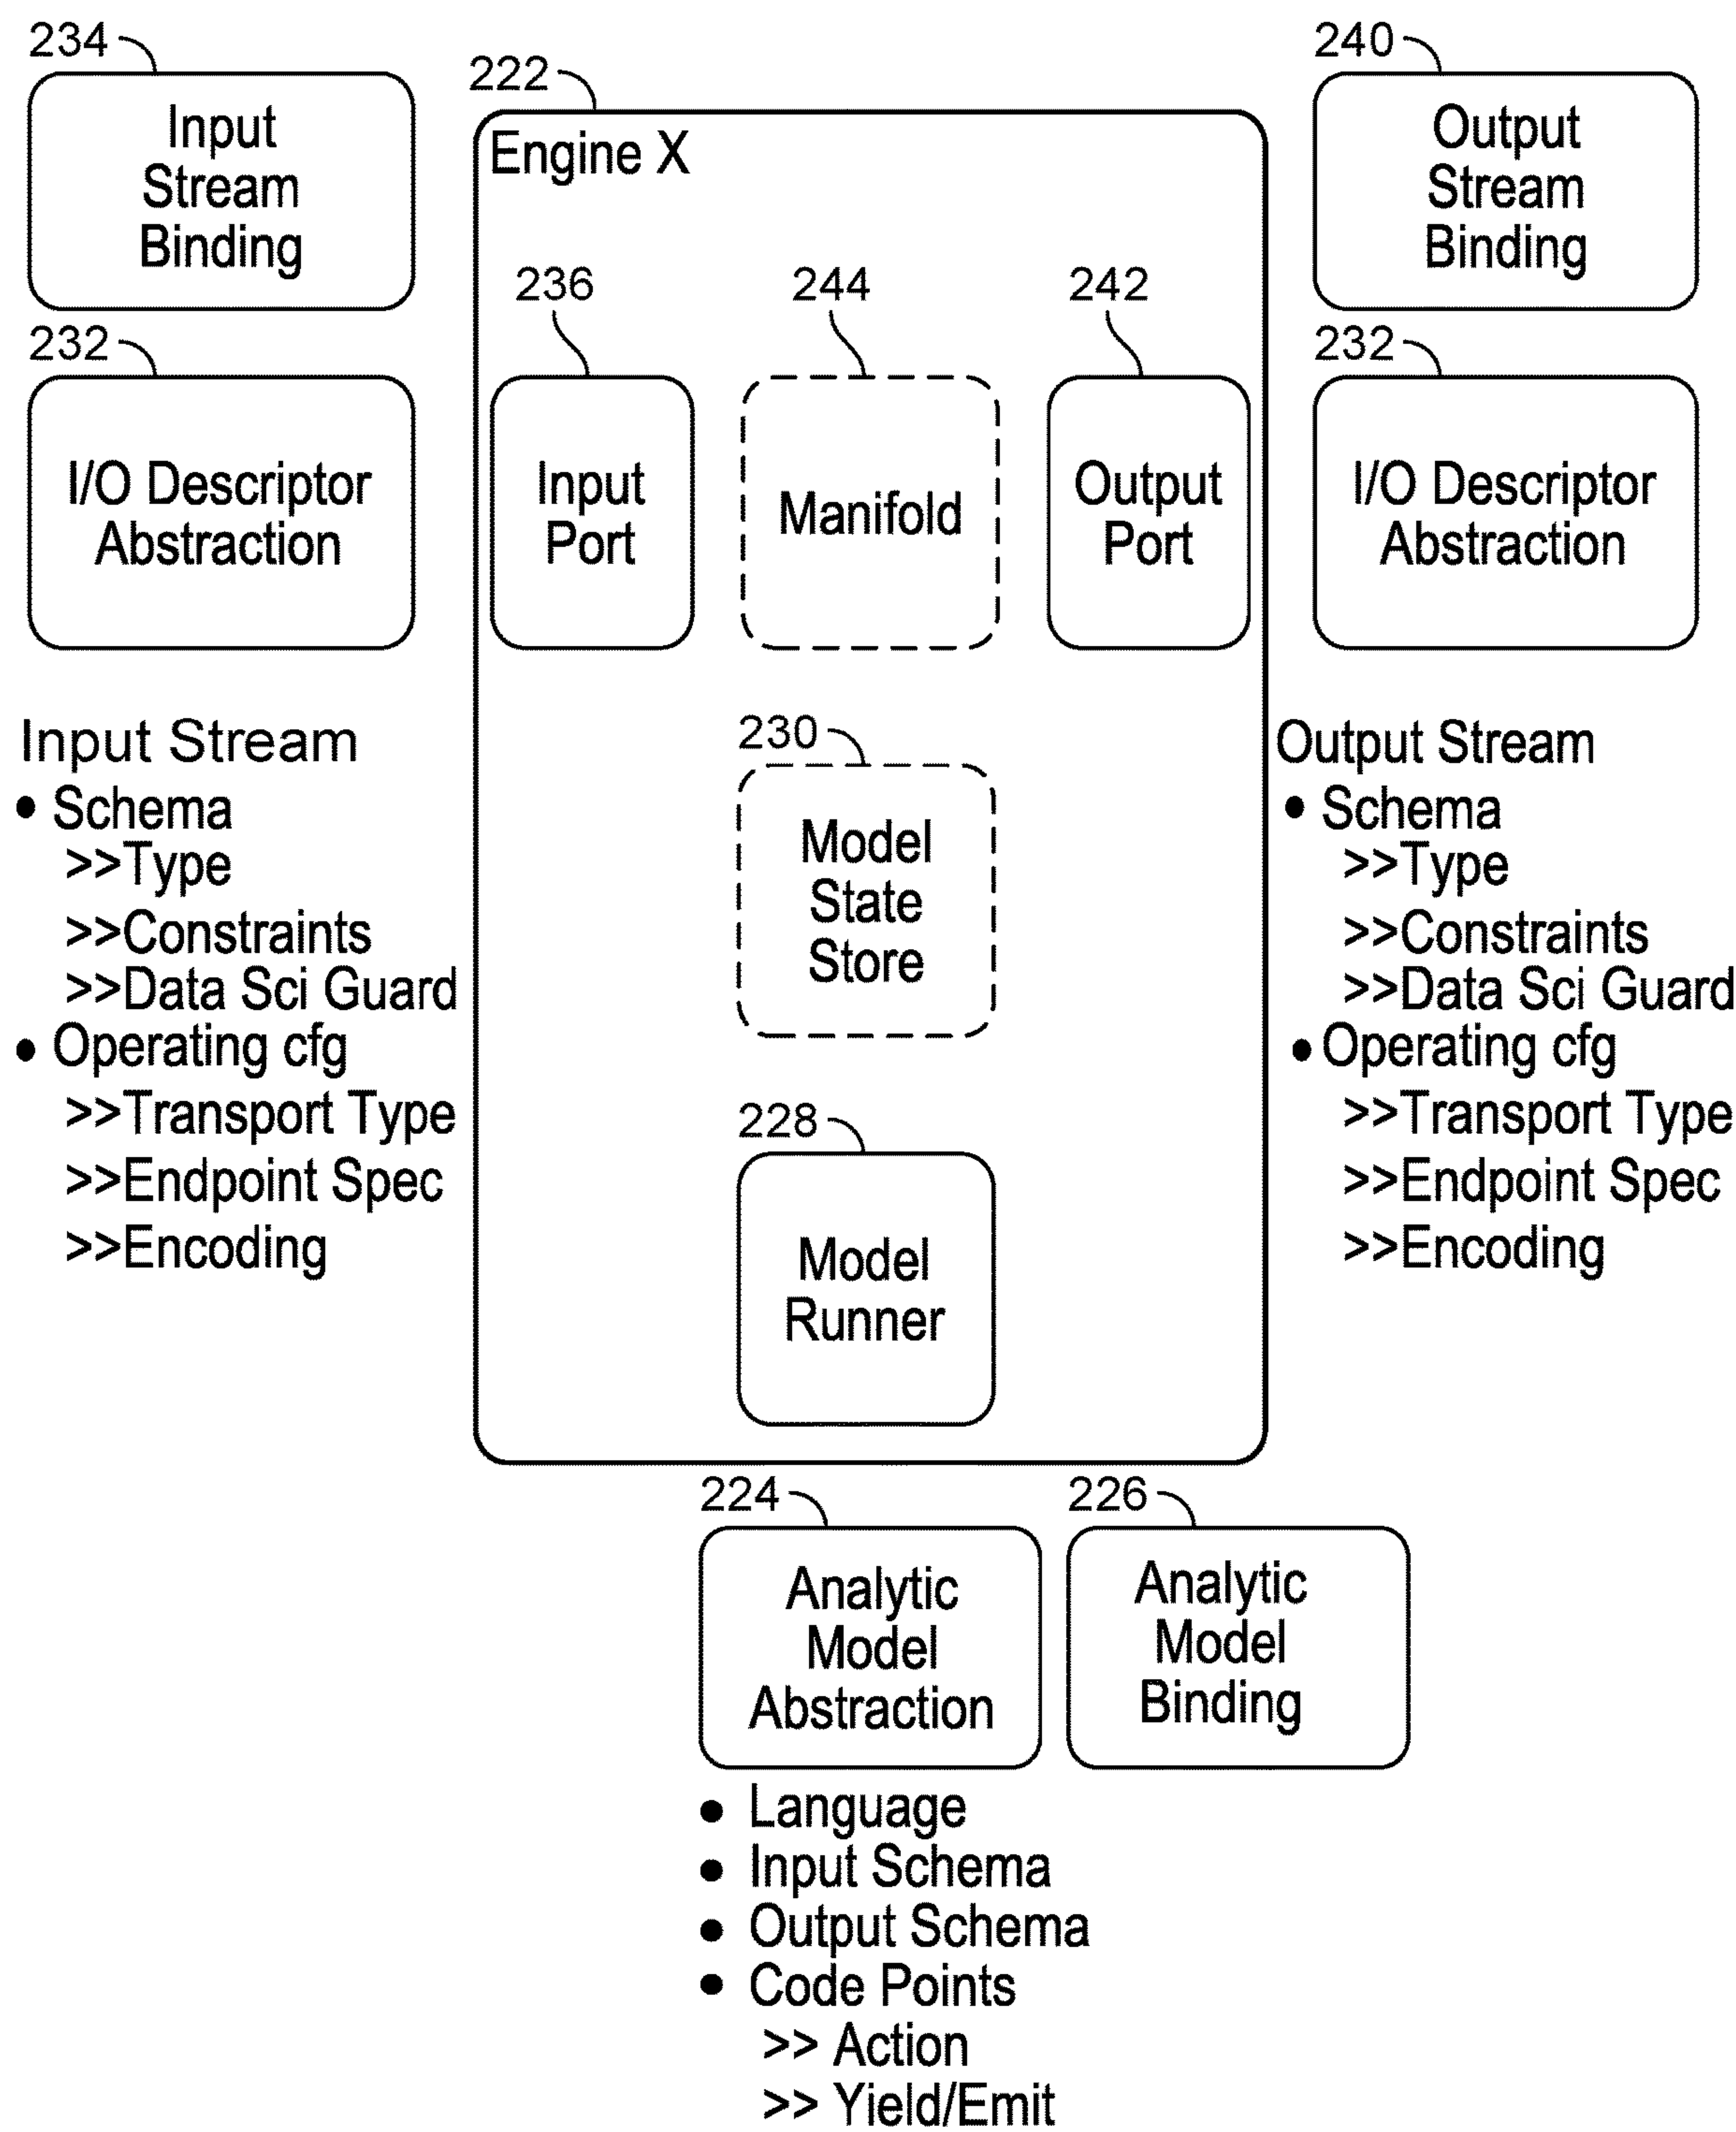 234
Input
Stream
Binding
232
I/O Descriptor
Abstraction
Input Stream
• Schema
>>Type
>>Constraints
>>Data Sci Guard
• Operating cfg
>>Transport Type
>>Endpoint Spec
>>Encoding
222
Engine X
236
Input
Port
244
Manifold
242
Output
Port
230
Model
State
Store
228
Model
Runner
240
Output
Stream
Binding
232
I/O Descriptor
Abstraction
Output Stream
• Schema
>>Type
>>Constraints
>>Data Sci Guard
• Operating cfg
>>Transport Type
>>Endpoint Spec
>>Encoding
224
Analytic
Model
Abstraction
• Language
• Input Schema
• Output Schema
• Code Points
>> Action
>> Yield/Emit
226
Analytic
Model
Binding